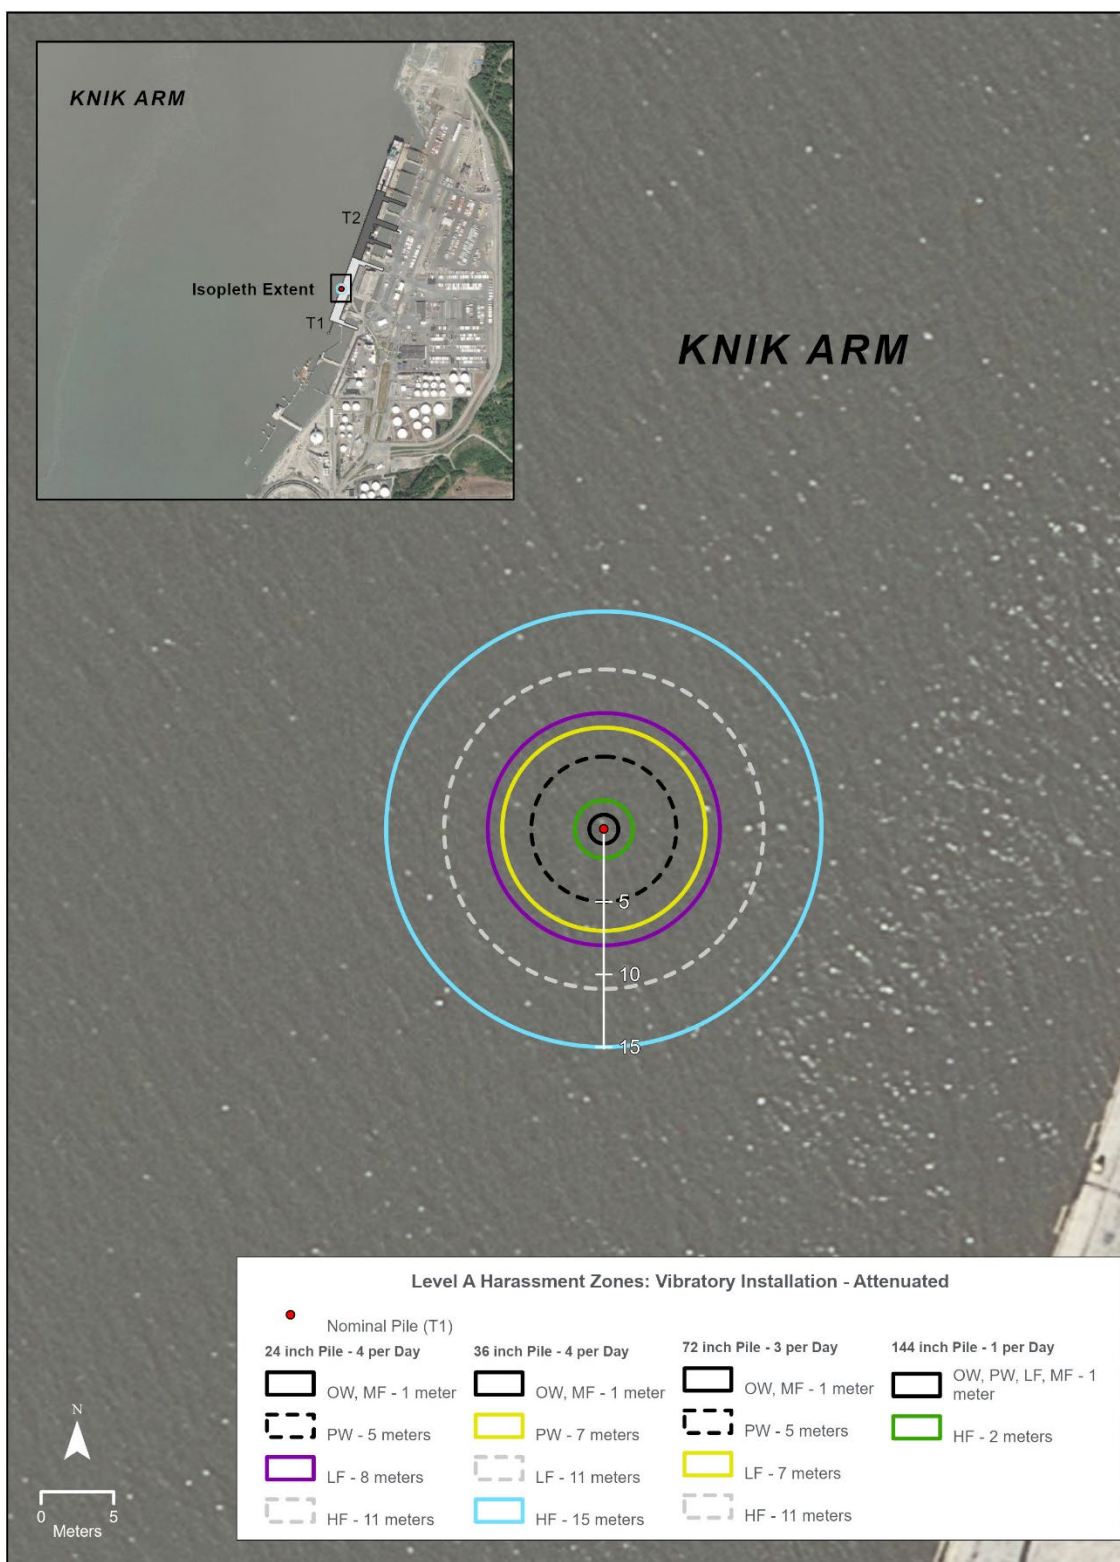 KNIK ARM
T2
Isopleth Extent
T1
KNIK ARM
5
10
15
Level A Harassment Zones: Vibratory Installation - Attenuated
Nominal Pile (T1)
24 inch Pile - 4 per Day
OW, MF - 1 meter
PW - 5 meters
LF - 8 meters
HF - 11 meters
36 inch Pile - 4 per Day
OW, MF - 1 meter
PW - 7 meters
LF - 11 meters
HF - 15 meters
72 inch Pile - 3 per Day
OW, MF - 1 meter
PW - 5 meters
LF - 7 meters
HF - 11 meters
144 inch Pile - 1 per Day
OW, PW, LF, MF - 1
meter
HF - 2 meters
N
0 5
Meters